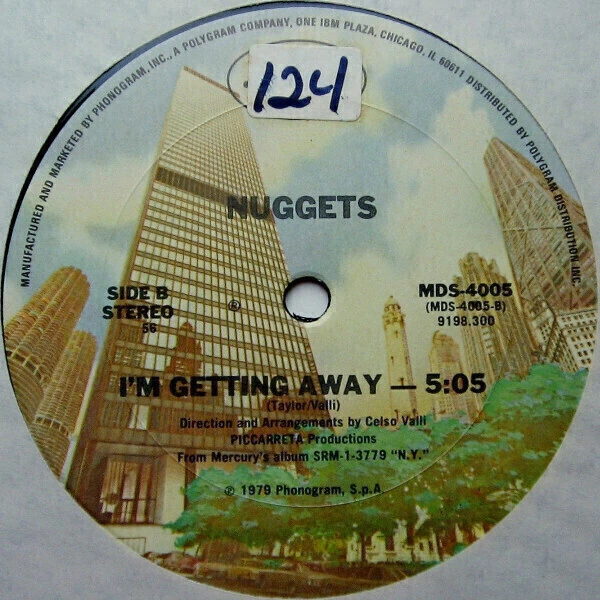 MANUFACTURED AND MARKETED BY PHONOGRAM, INC., A POLYGRAM COMPANY, ONE IBM PLAZA, CHICAGO, IL 60611 DISTRIBUTED BY POLYGRAM DISTRIBUTION INC.
124
NUGGETS
SIDE B
STEREO
56
℗
MDS-4005
(MDS-4005-B)
9198.300
I'M GETTING AWAY — 5:05
(Taylor/Valli)
Direction and Arrangements by Celso Valli
PICCARRETA Productions
From Mercury's album SRM-1-3779 "N.Y."
℗ 1979 Phonogram, S.p.A.